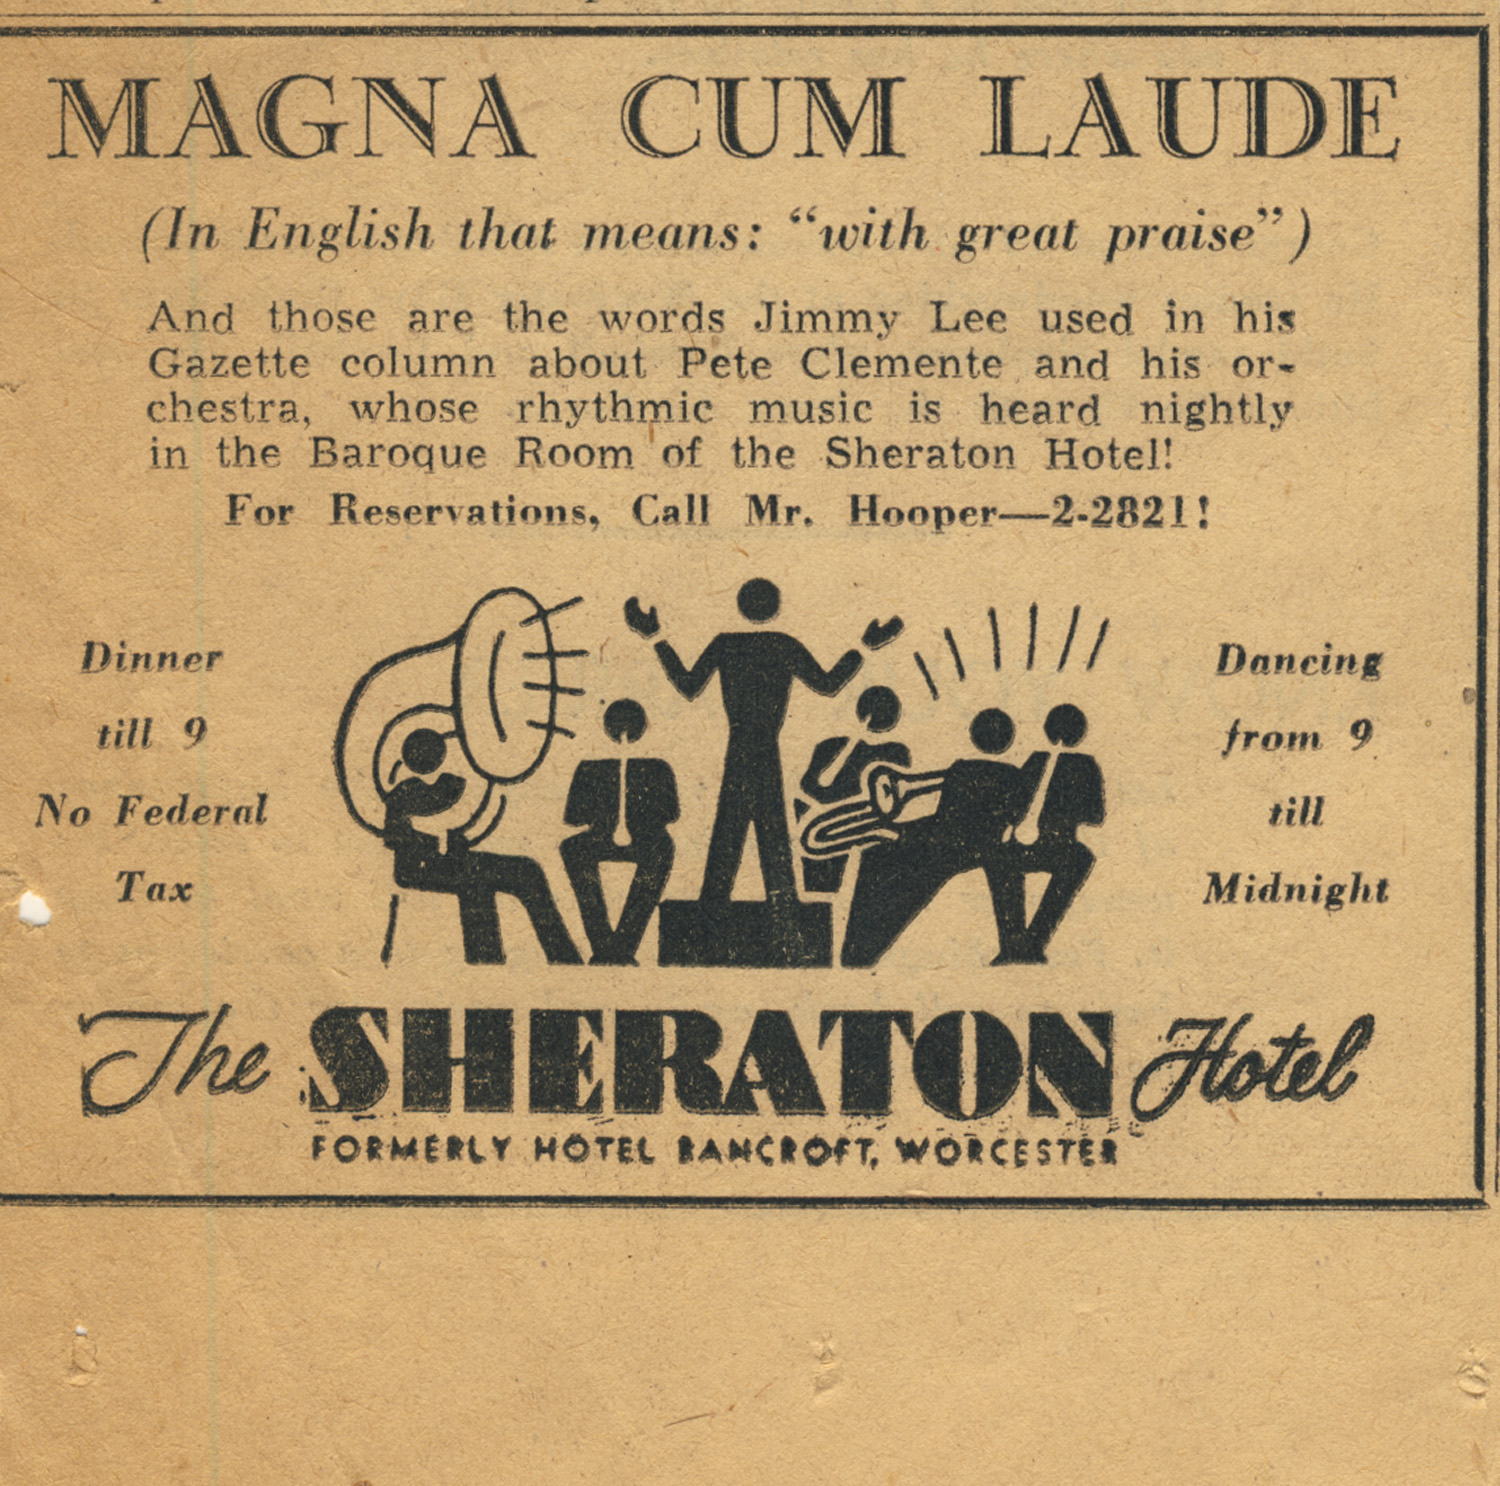 MAGNA CUM LAUDE
(In English that means: “with great praise”)
And those are the words Jimmy Lee used in his
Gazette column about Pete Clemente and his or-
chestra, whose rhythmic music is heard nightly
in the Baroque Room of the Sheraton Hotel!
For Reservations, Call Mr. Hooper—2-2821!
Dinner
till 9
No Federal
Tax
Dancing
from 9
till
Midnight
The SHERATON Hotel
FORMERLY HOTEL BANCROFT, WORCESTER